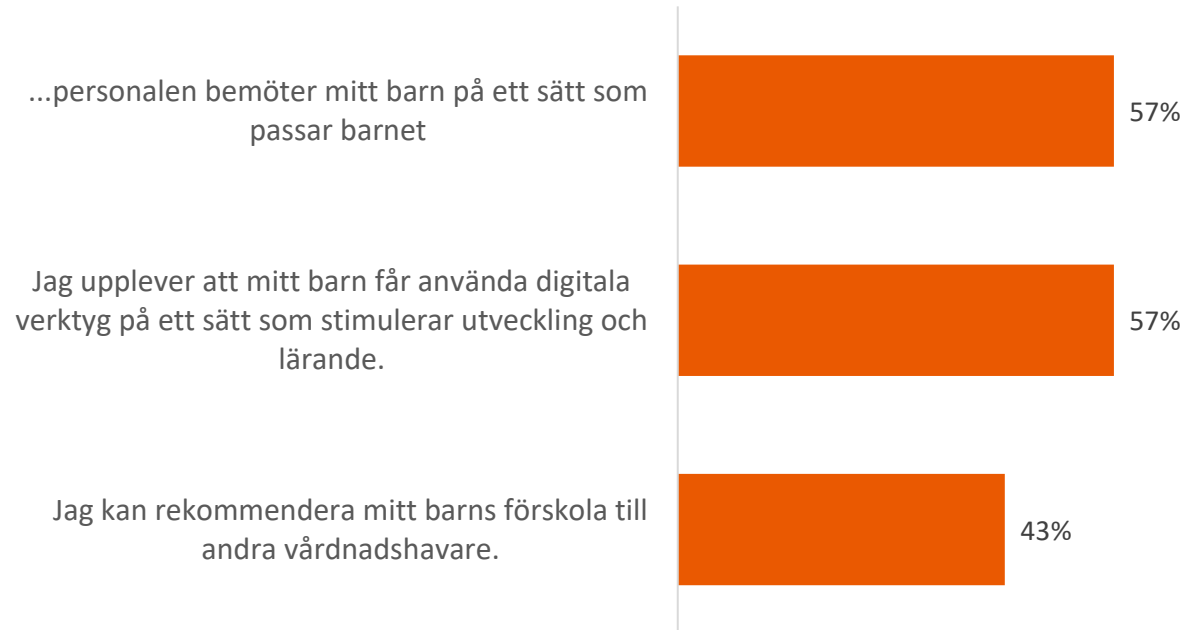 ...personalen bemöter mitt barn på ett sätt som
passar barnet
57%
Jag upplever att mitt barn får använda digitala
verktyg på ett sätt som stimulerar utveckling och
lärande.
57%
Jag kan rekommendera mitt barns förskola till
andra vårdnadshavare.
43%